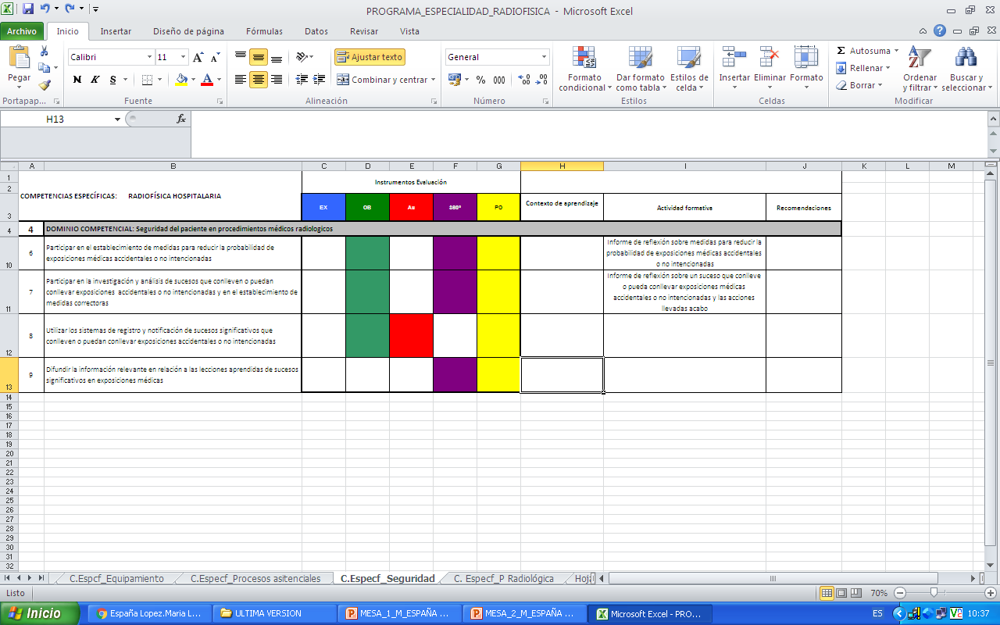 PROGRAMA_ESPECIALIDAD_RADIOFISICA - Microsoft Excel
Archivo Inicio Insertar Diseño de página Fórmulas Datos Revisar Vista
Calibri 11 Ajustar texto General Autosuma
Pegar Formato condicional Dar formato como tabla Estilos de celda Insertar Eliminar Formato Rellenar Ordenar y filtrar Buscar y seleccionar
N K S Combinar y centrar % 000 Borrar
Portapap... Fuente Alineación Número Estilos Celdas Modificar
H13 fx
A B C D E F G H I J K L M
1
Instrumentos Evaluación
2
COMPETENCIAS ESPECÍFICAS: RADIOFÍSICA HOSPITALARIA
3
EX OB Au 360º PO Contexto de aprendizaje Actividad formativa Recomendaciones
4 4 DOMINIO COMPETENCIAL: Seguridad del paciente en procedimientos médicos radiologicos
10
6
Participar en el establecimiento de medidas para reducir la probabilidad de
exposiciones médicas accidentales o no intencionadas
Informe de reflexión sobre medidas para reducir la
probabilidad de exposiciones médicas accidentales
o no intencionadas
11
7
Participar en la investigación y análisis de sucesos que conlleven o puedan
conllevar exposiciones accidentales o no intencionadas y en el establecimiento de
medidas correctoras
Informe de reflexión sobre un suceso que conlleve
o pueda conllevar exposiciones médicas
accidentales o no intencionadas y las acciones
llevadas acabo
12
8
Utilizar los sistemas de registro y notificación de sucesos significativos que
conlleven o puedan conllevar exposiciones accidentales o no intencionadas
13
9
Difundir la información relevante en relación a las lecciones aprendidas de sucesos
significativos en exposiciones médicas
14
15
16
17
18
19
20
21
22
23
24
25
26
27
28
29
30
31
32
C.Espcf_Equipamiento C.Especf_Procesos asitenciales C.Especf_Seguridad C. Especf_P Radiológica Hoj
Listo 70%
Inicio España Lopez.Maria L... ULTIMA VERSION MESA_1_M_ESPAÑA ... MESA_2_M_ESPAÑA ... Microsoft Excel - PRO... ES 10:37